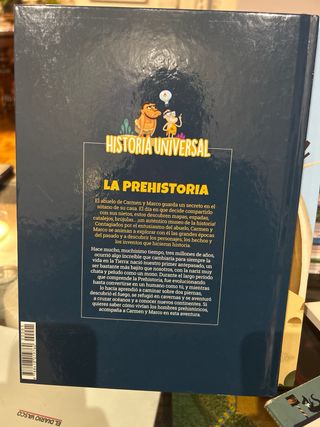 HISTORIA UNIVERSAL
LA PREHISTORIA
El abuelo de Carmen y Marco guarda un secreto en el
sótano de su casa. El día en que decide compartirlo
con sus nietos, estos descubren mapas, espadas,
catalejos, brújulas... ¡un auténtico museo de la historia!
Contagiados por el entusiasmo del abuelo, Carmen y
Marco se animan a explorar con él las grandes épocas
del pasado y a descubrir los personajes, los hechos y
los inventos que hicieron historia.
Hace mucho, muchísimo tiempo, tres millones de años,
ocurrió algo increíble que cambiaría para siempre la
vida en la Tierra: nació nuestro primer antepasado, un
ser bastante más bajito que nosotros, con la nariz muy
chata y peludo como un mono. Durante el largo periodo
que comprende la Prehistoria, fue evolucionando
hasta convertirse en un humano como tú, y mientras
lo hacía aprendió a caminar sobre dos piernas,
descubrió el fuego, se refugió en cavernas y se aventuró
a cruzar océanos y a conocer nuevos continentes. Si
quieres saber cómo vivían los hombres prehistóricos,
acompaña a Carmen y Marco en esta aventura.
EL DIARIO VASCO